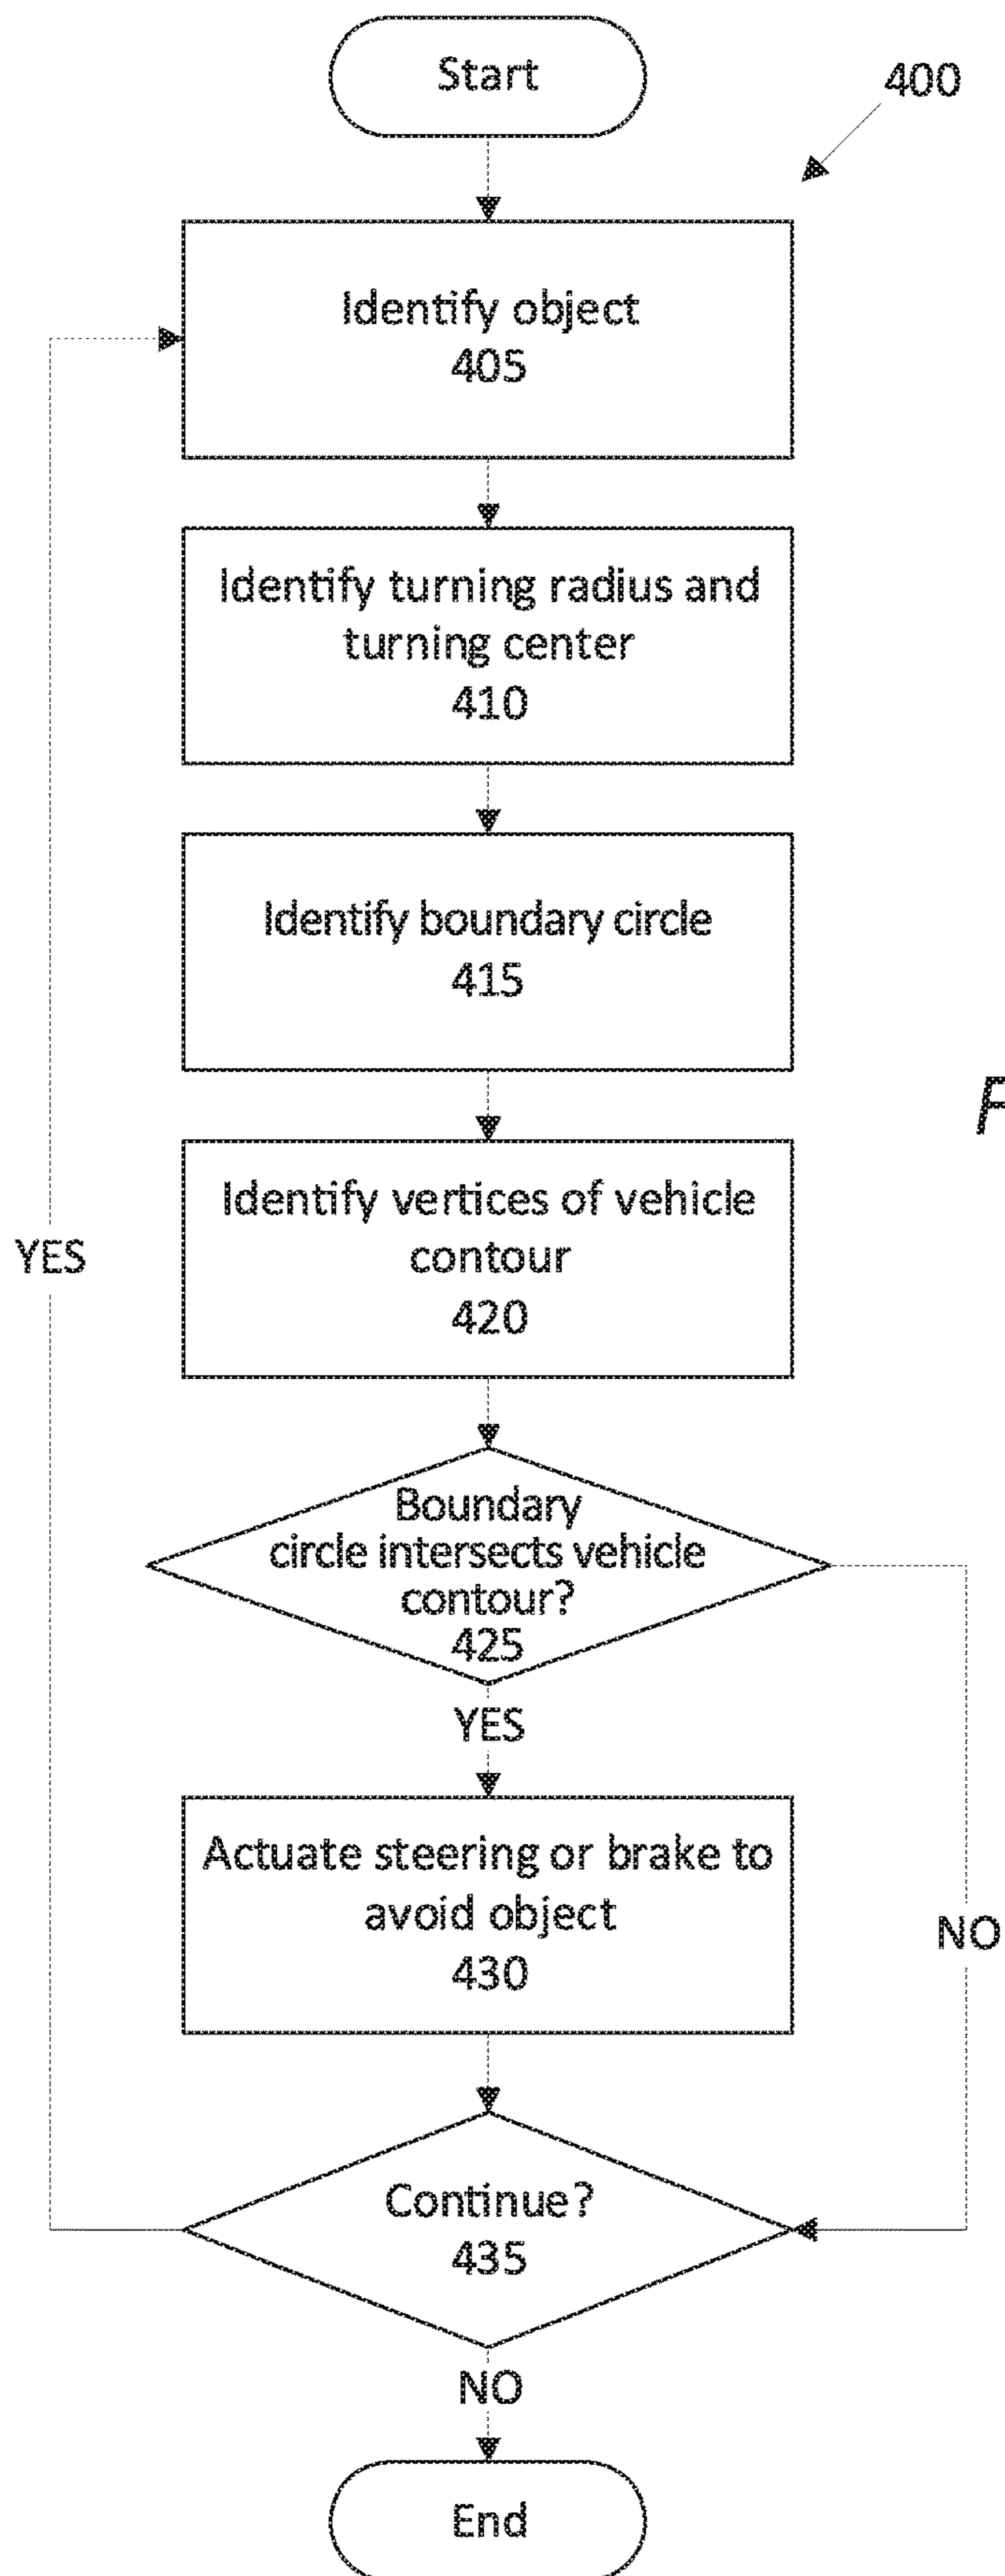 Start
400
Identify object
405
Identify turning radius and
turning center
410
Identify boundary circle
415
F
Identify vertices of vehicle
contour
420
YES
Boundary
circle intersects vehicle
contour?
425
YES
Actuate steering or brake to
avoid object
430
NO
Continue?
435
NO
End